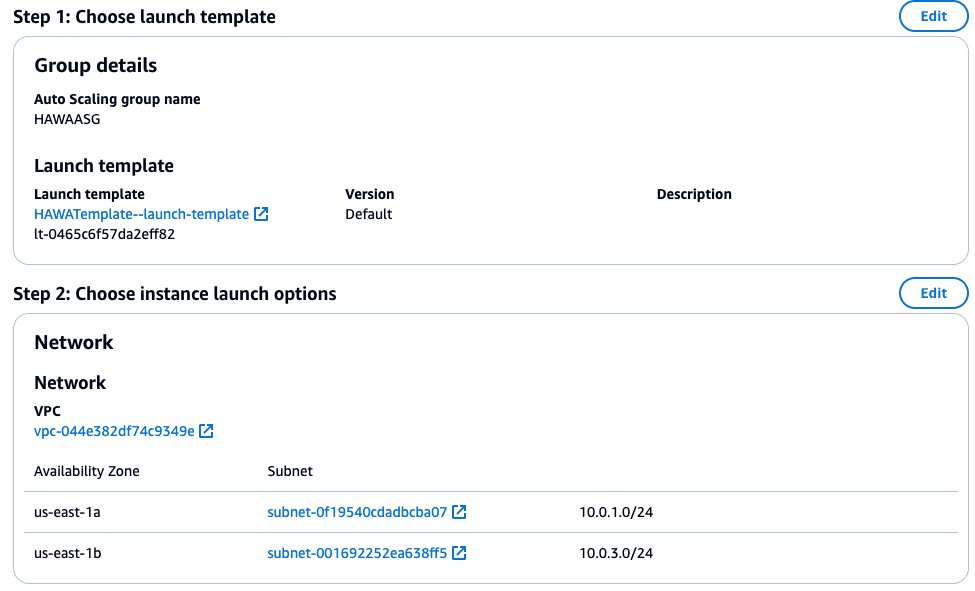 Step 1: Choose launch template
Edit
Group details
Auto Scaling group name
HAWAASG
Launch template
Launch template Version Description
HAWATemplate--launch-template Default
lt-0465c6f57da2eff82
Step 2: Choose instance launch options
Edit
Network
Network
VPC
vpc-044e382df74c9349e
Availability Zone Subnet
us-east-1a subnet-0f19540cdadbcba07 10.0.1.0/24
us-east-1b subnet-001692252ea638ff5 10.0.3.0/24